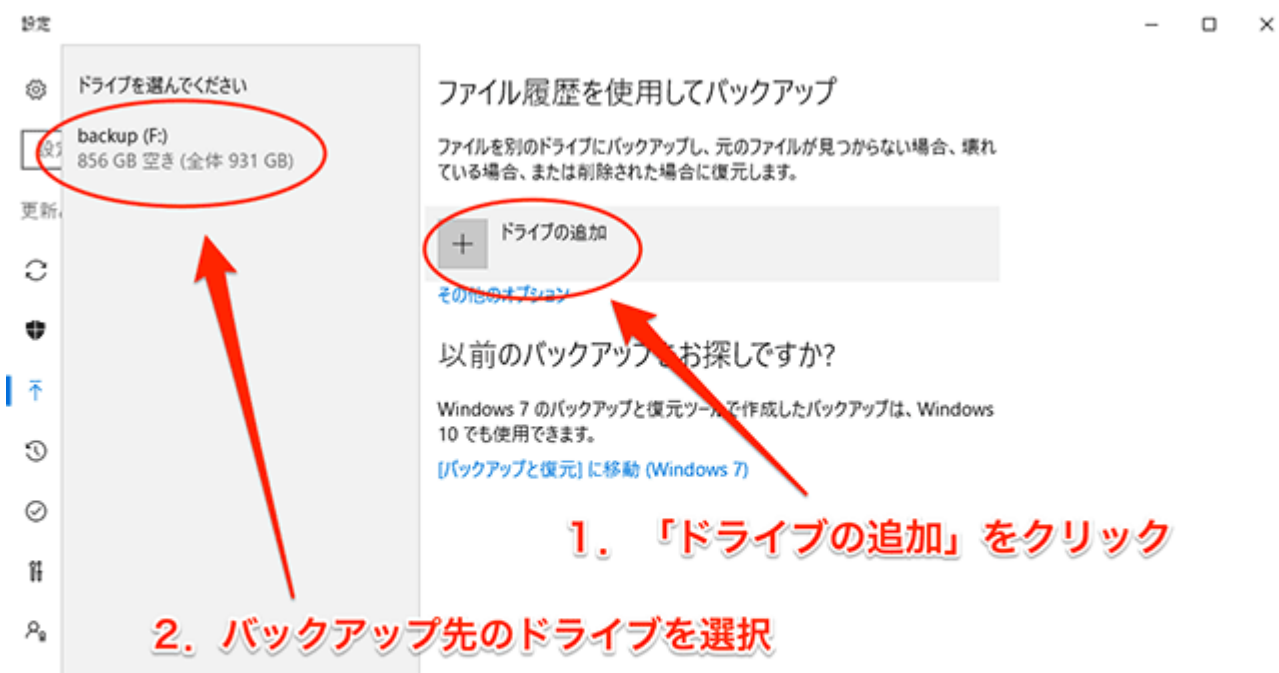 設定
ドライブを選んでください
backup (F:)
856 GB 空き (全体 931 GB)
更新
ファイル履歴を使用してバックアップ
ファイルを別のドライブにバックアップし、元のファイルが見つからない場合、壊れ
ている場合、または削除された場合に復元します。
ドライブの追加
その他のオプション
以前のバックアップをお探しですか?
Windows 7 のバックアップと復元ツールで作成したバックアップは、Windows
10 でも使用できます。
[バックアップと復元] に移動 (Windows 7)
1. 「ドライブの追加」をクリック
2. バックアップ先のドライブを選択